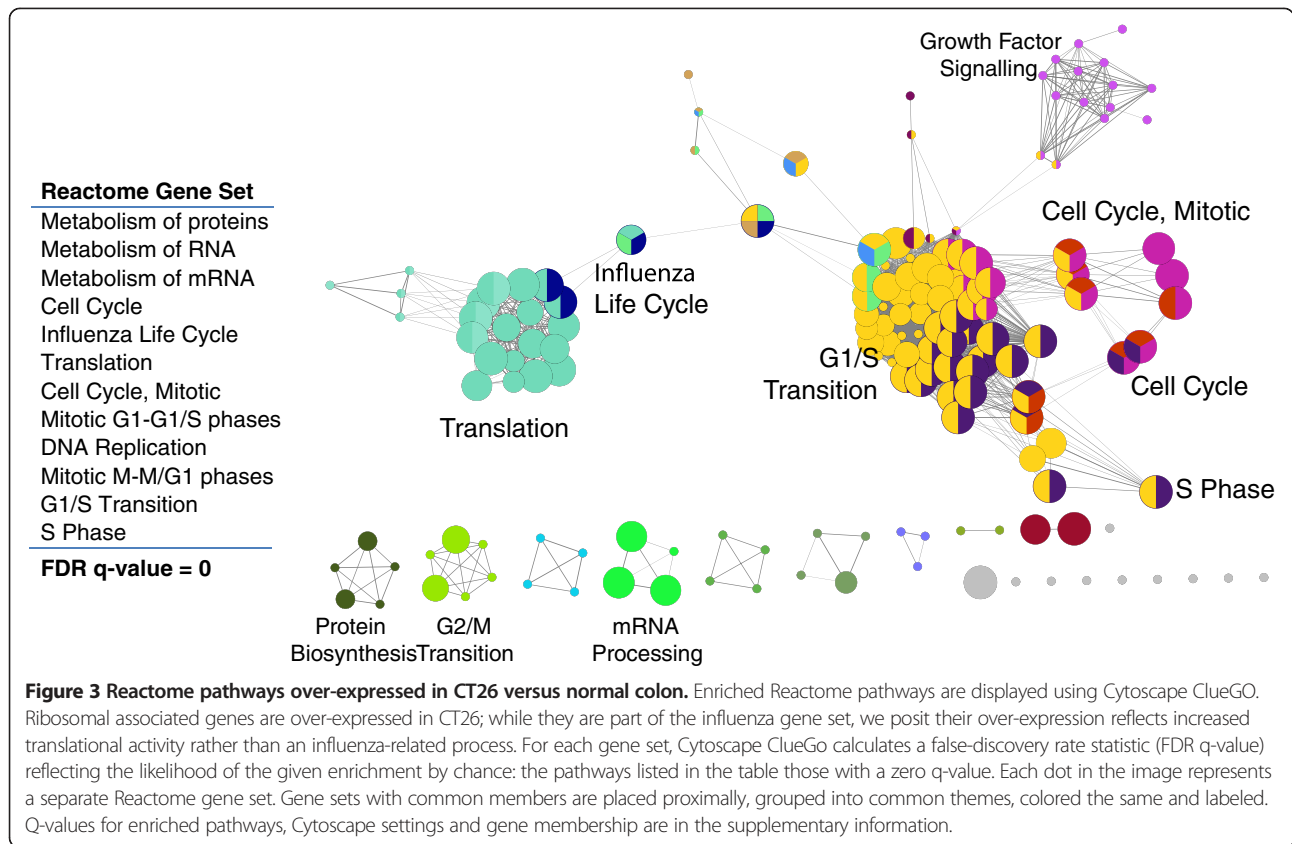 Growth Factor
Signalling
Reactome Gene Set
Metabolism of proteins
Metabolism of RNA
Metabolism of mRNA
Cell Cycle
Influenza Life Cycle
Translation
Cell Cycle, Mitotic
Mitotic G1-G1/S phases
DNA Replication
Mitotic M-M/G1 phases
G1/S Transition
S Phase
FDR q-value = 0
Cell Cycle, Mitotic
Influenza
Life Cycle
G1/S
Transition
Cell Cycle
Translation
S Phase
Protein
Biosynthesis
G2/M
Transition
mRNA
Processing
Figure 3 Reactome pathways over-expressed in CT26 versus normal colon. Enriched Reactome pathways are displayed using Cytoscape ClueGO.
Ribosomal associated genes are over-expressed in CT26; while they are part of the influenza gene set, we posit their over-expression reflects increased
translational activity rather than an influenza-related process. For each gene set, Cytoscape ClueGo calculates a false-discovery rate statistic (FDR q-value)
reflecting the likelihood of the given enrichment by chance: the pathways listed in the table those with a zero q-value. Each dot in the image represents
a separate Reactome gene set. Gene sets with common members are placed proximally, grouped into common themes, colored the same and labeled.
Q-values for enriched pathways, Cytoscape settings and gene membership are in the supplementary information.